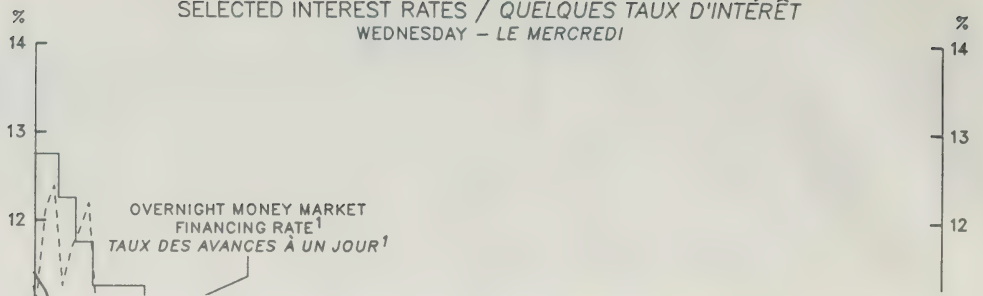 SELECTED INTEREST RATES / QUELQUES TAUX D'INTÉRÊT
WEDNESDAY – LE MERCREDI
%
%
14
14
13
13
12
12
OVERNIGHT MONEY MARKET
FINANCING RATE¹
TAUX DES AVANCES À UN JOUR¹